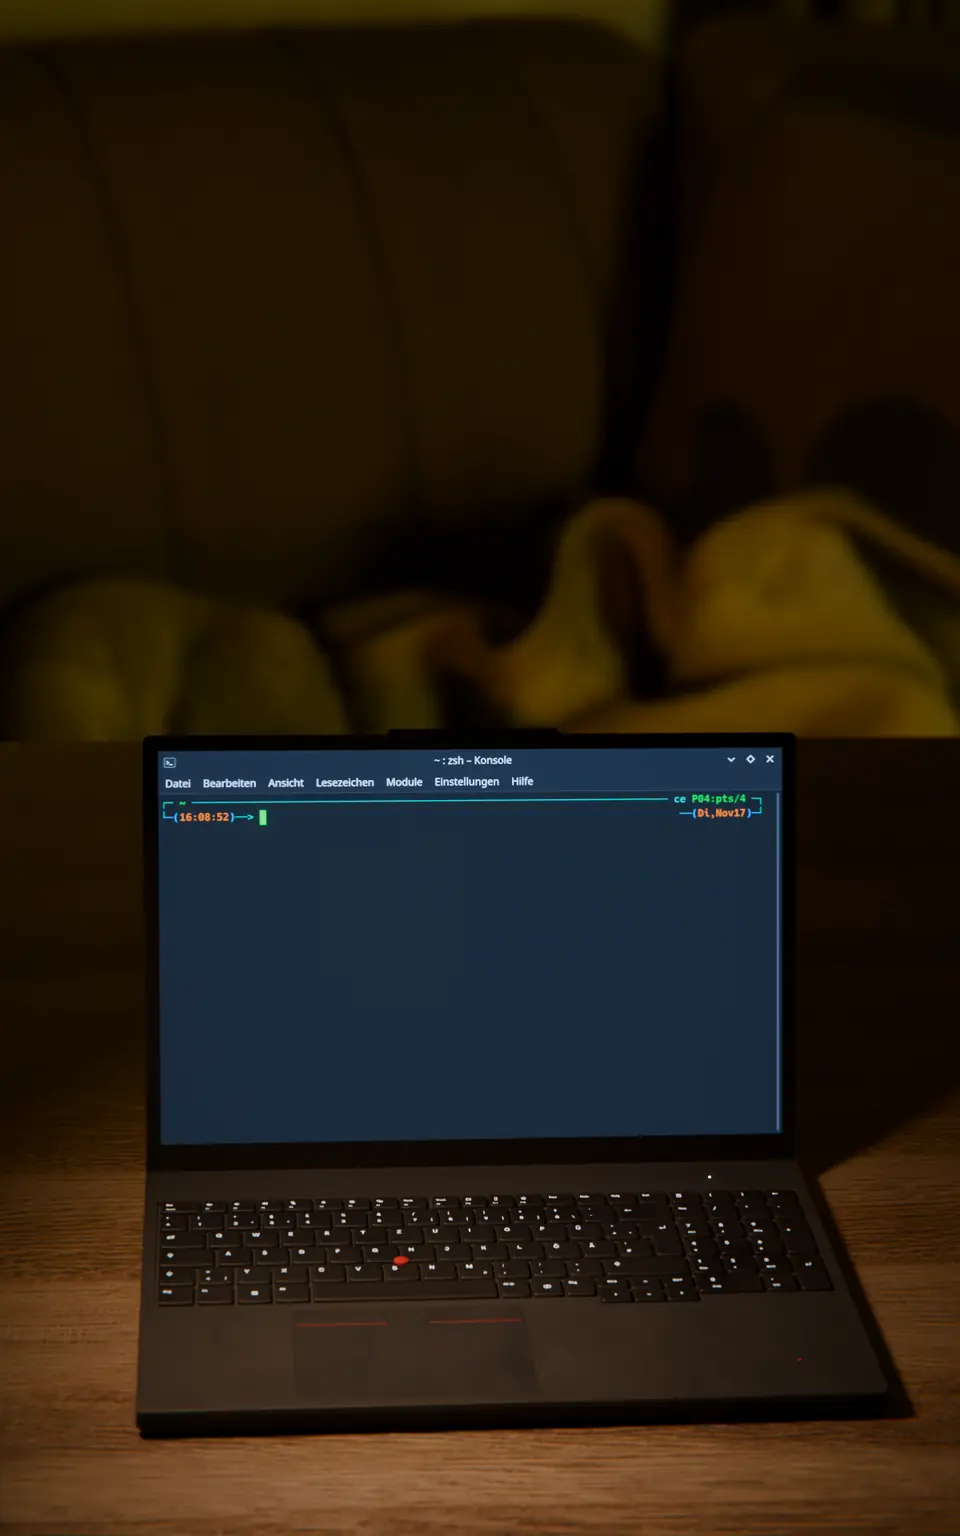 ~ : zsh – Konsole
Datei Bearbeiten Ansicht Lesezeichen Module Einstellungen Hilfe
~ ce P04:pts/4
(16:08:52)—> —(Di,Nov17)
Q W E R T Z U I O P Ü
A S D F G H J K L Ö Ä
Y X C V B N M